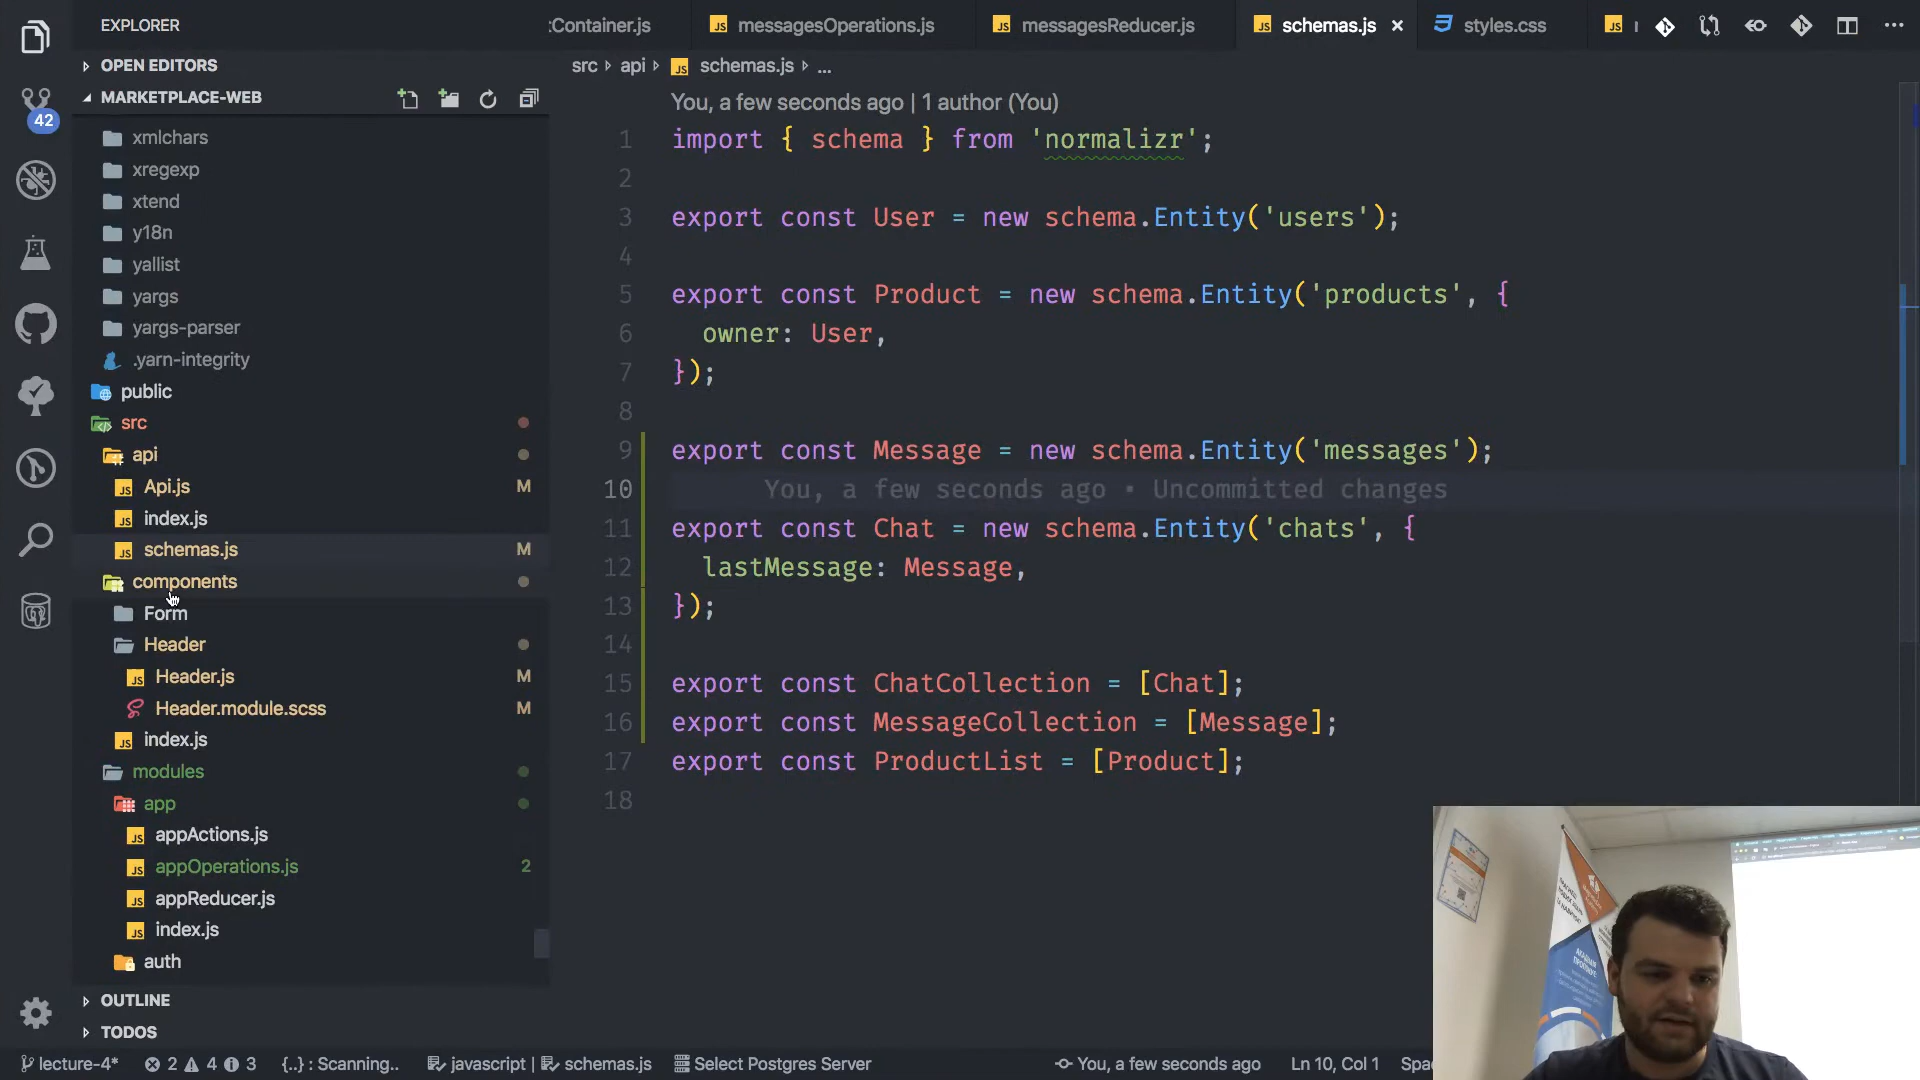 EXPLORER
:Container.js
messagesOperations.js
messagesReducer.js
schemas.js
styles.css
OPEN EDITORS
src › api › JS schemas.js › ...
MARKETPLACE-WEB
42
xmlchars
xregexp
xtend
y18n
yallist
yargs
yargs-parser
.yarn-integrity
public
src
api
Api.js M
index.js
schemas.js M
components
Form
Header
Header.js M
Header.module.scss M
index.js
modules
app
appActions.js
appOperations.js 2
appReducer.js
index.js
auth
OUTLINE
TODOS
You, a few seconds ago | 1 author (You)
1 import { schema } from 'normalizr';
2
3 export const User = new schema.Entity('users');
4
5 export const Product = new schema.Entity('products', {
6 owner: User,
7 });
8
9 export const Message = new schema.Entity('messages');
10 You, a few seconds ago • Uncommitted changes
11 export const Chat = new schema.Entity('chats', {
12 lastMessage: Message,
13 });
14
15 export const ChatCollection = [Chat];
16 export const MessageCollection = [Message];
17 export const ProductList = [Product];
18
АКАДЕМІЯ
ПРОПОНУЄ
lecture-4* 2 4 3 {..} : Scanning.. javascript | schemas.js Select Postgres Server You, a few seconds ago Ln 10, Col 1 Spac